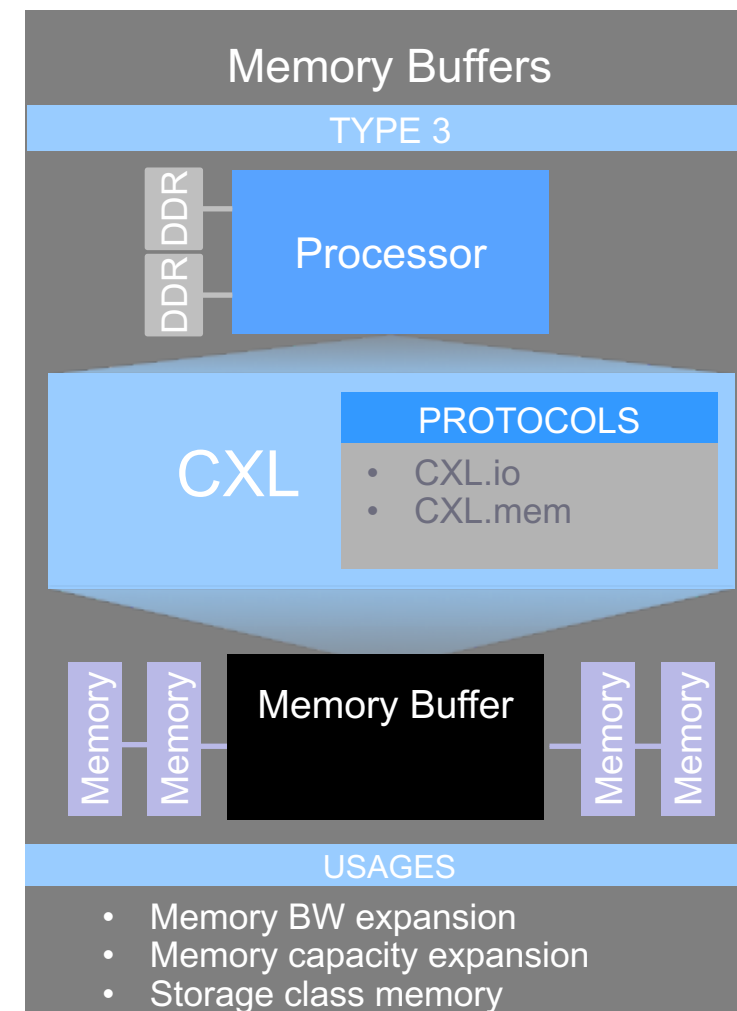 Memory Buffers
TYPE 3
DDR
DDR
Processor
CXL
PROTOCOLS
• CXL.io
• CXL.mem
Memory
Memory
Memory Buffer
Memory
Memory
USAGES
• Memory BW expansion
• Memory capacity expansion
• Storage class memory